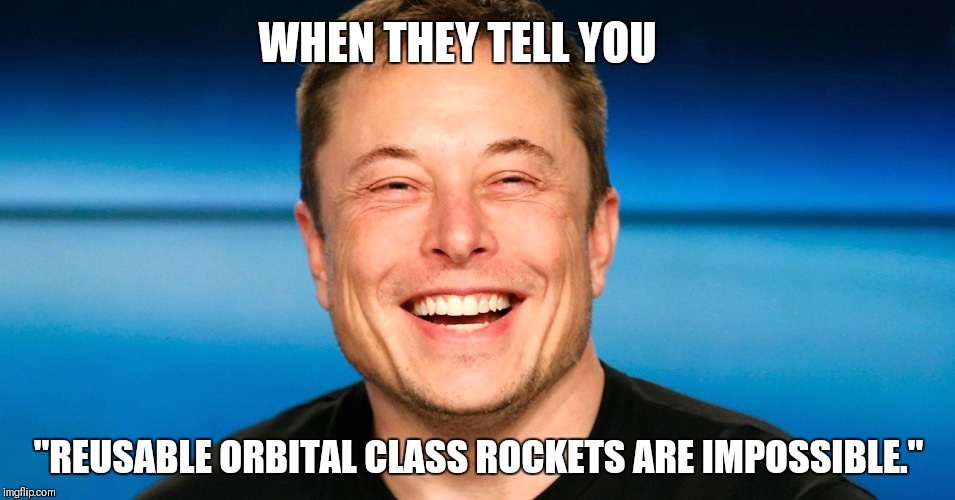 WHEN THEY TELL YOU
"REUSABLE ORBITAL CLASS ROCKETS ARE IMPOSSIBLE."
imgflip.com